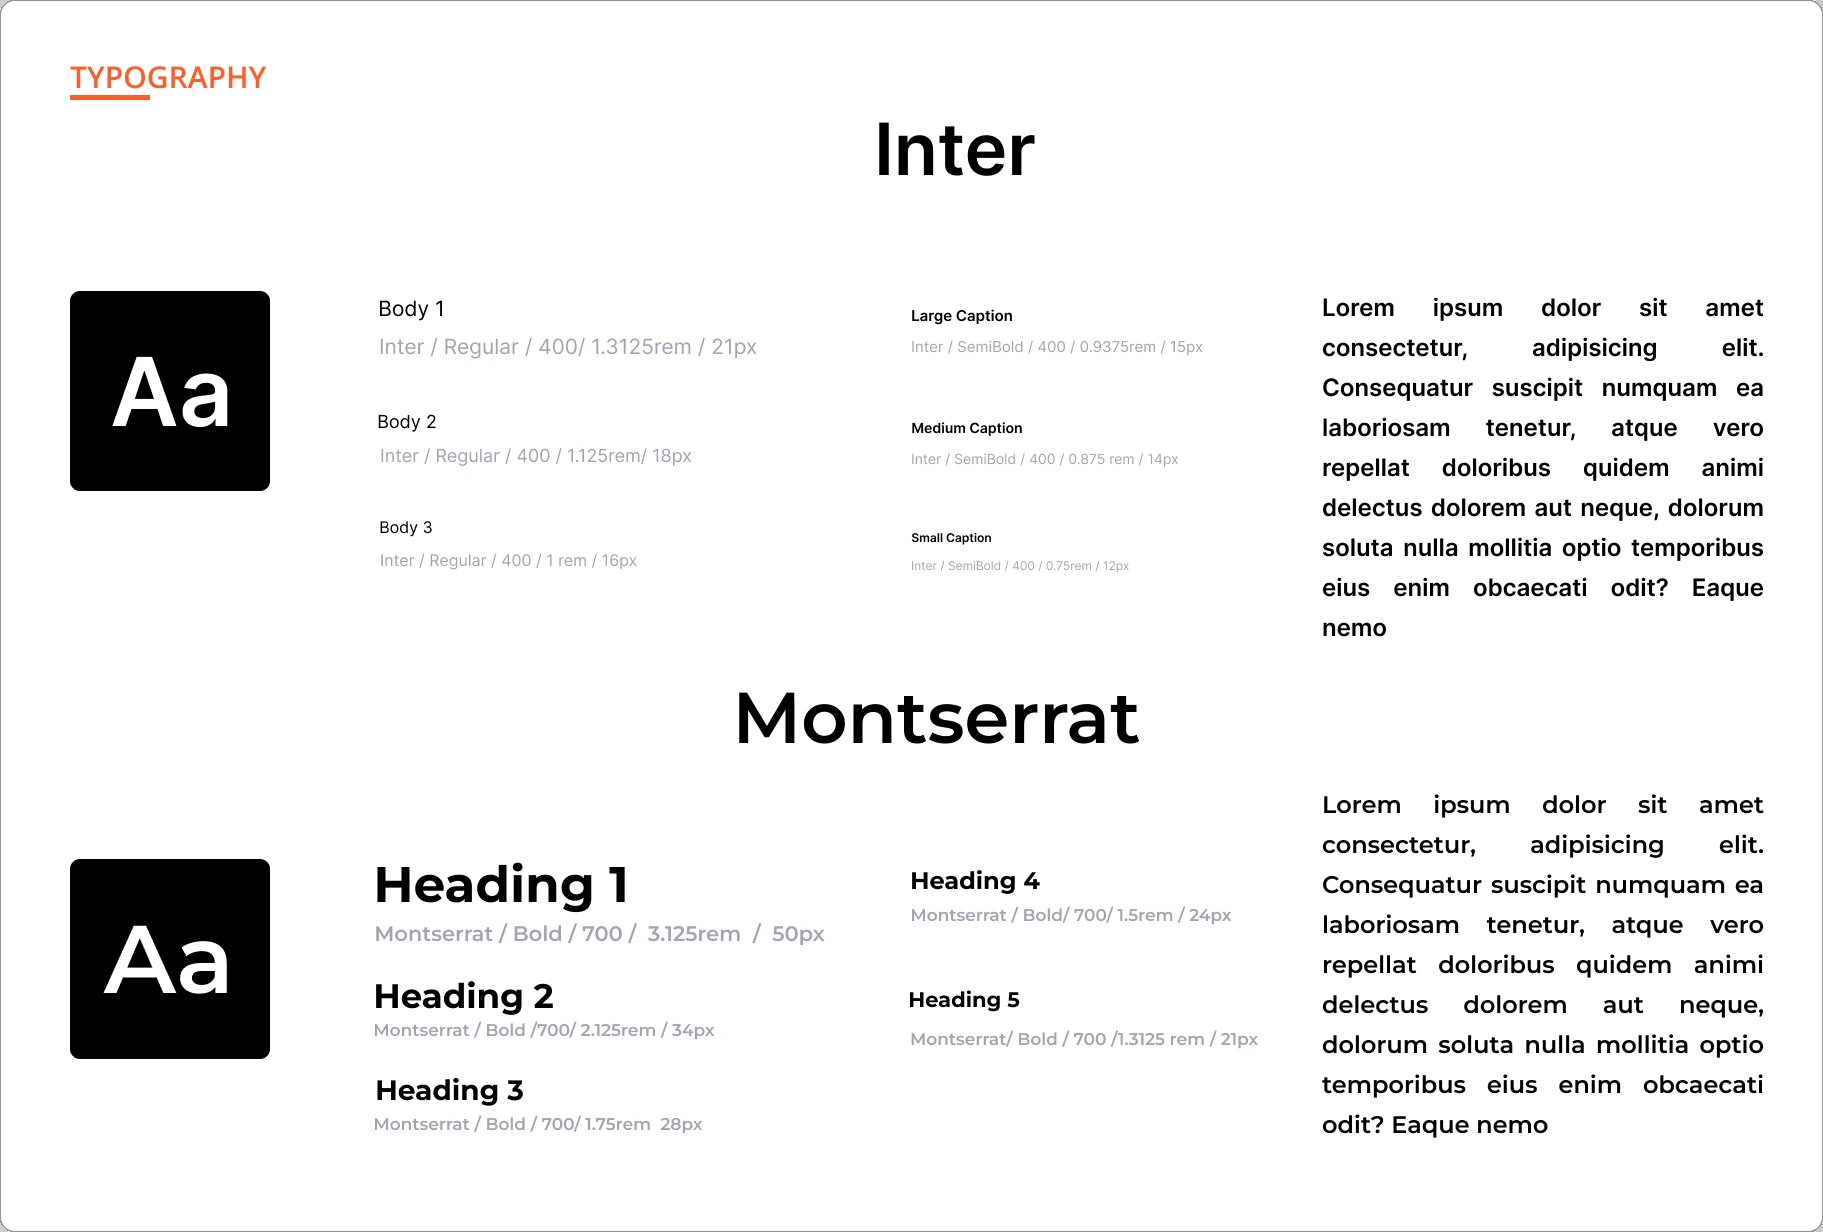 TYPOGRAPHY
Inter
Aa
Body 1
Inter / Regular / 400/ 1.3125rem / 21px
Body 2
Inter / Regular / 400 / 1.125rem/ 18px
Body 3
Inter / Regular / 400 / 1 rem / 16px
Large Caption
Inter / SemiBold / 400 / 0.9375rem / 15px
Medium Caption
Inter / SemiBold / 400 / 0.875 rem / 14px
Small Caption
Inter / SemiBold / 400 / 0.75rem / 12px
Lorem ipsum dolor sit amet
consectetur, adipisicing elit.
Consequatur suscipit numquam ea
laboriosam tenetur, atque vero
repellat doloribus quidem animi
delectus dolorem aut neque, dolorum
soluta nulla mollitia optio temporibus
eius enim obcaecati odit? Eaque
nemo
Montserrat
Aa
Heading 1
Montserrat / Bold / 700 / 3.125rem / 50px
Heading 2
Montserrat / Bold /700/ 2.125rem / 34px
Heading 3
Montserrat / Bold / 700/ 1.75rem 28px
Heading 4
Montserrat / Bold/ 700/ 1.5rem / 24px
Heading 5
Montserrat/ Bold / 700 /1.3125 rem / 21px
Lorem ipsum dolor sit amet
consectetur, adipisicing elit.
Consequatur suscipit numquam ea
laboriosam tenetur, atque vero
repellat doloribus quidem animi
delectus dolorem aut neque,
dolorum soluta nulla mollitia optio
temporibus eius enim obcaecati
odit? Eaque nemo